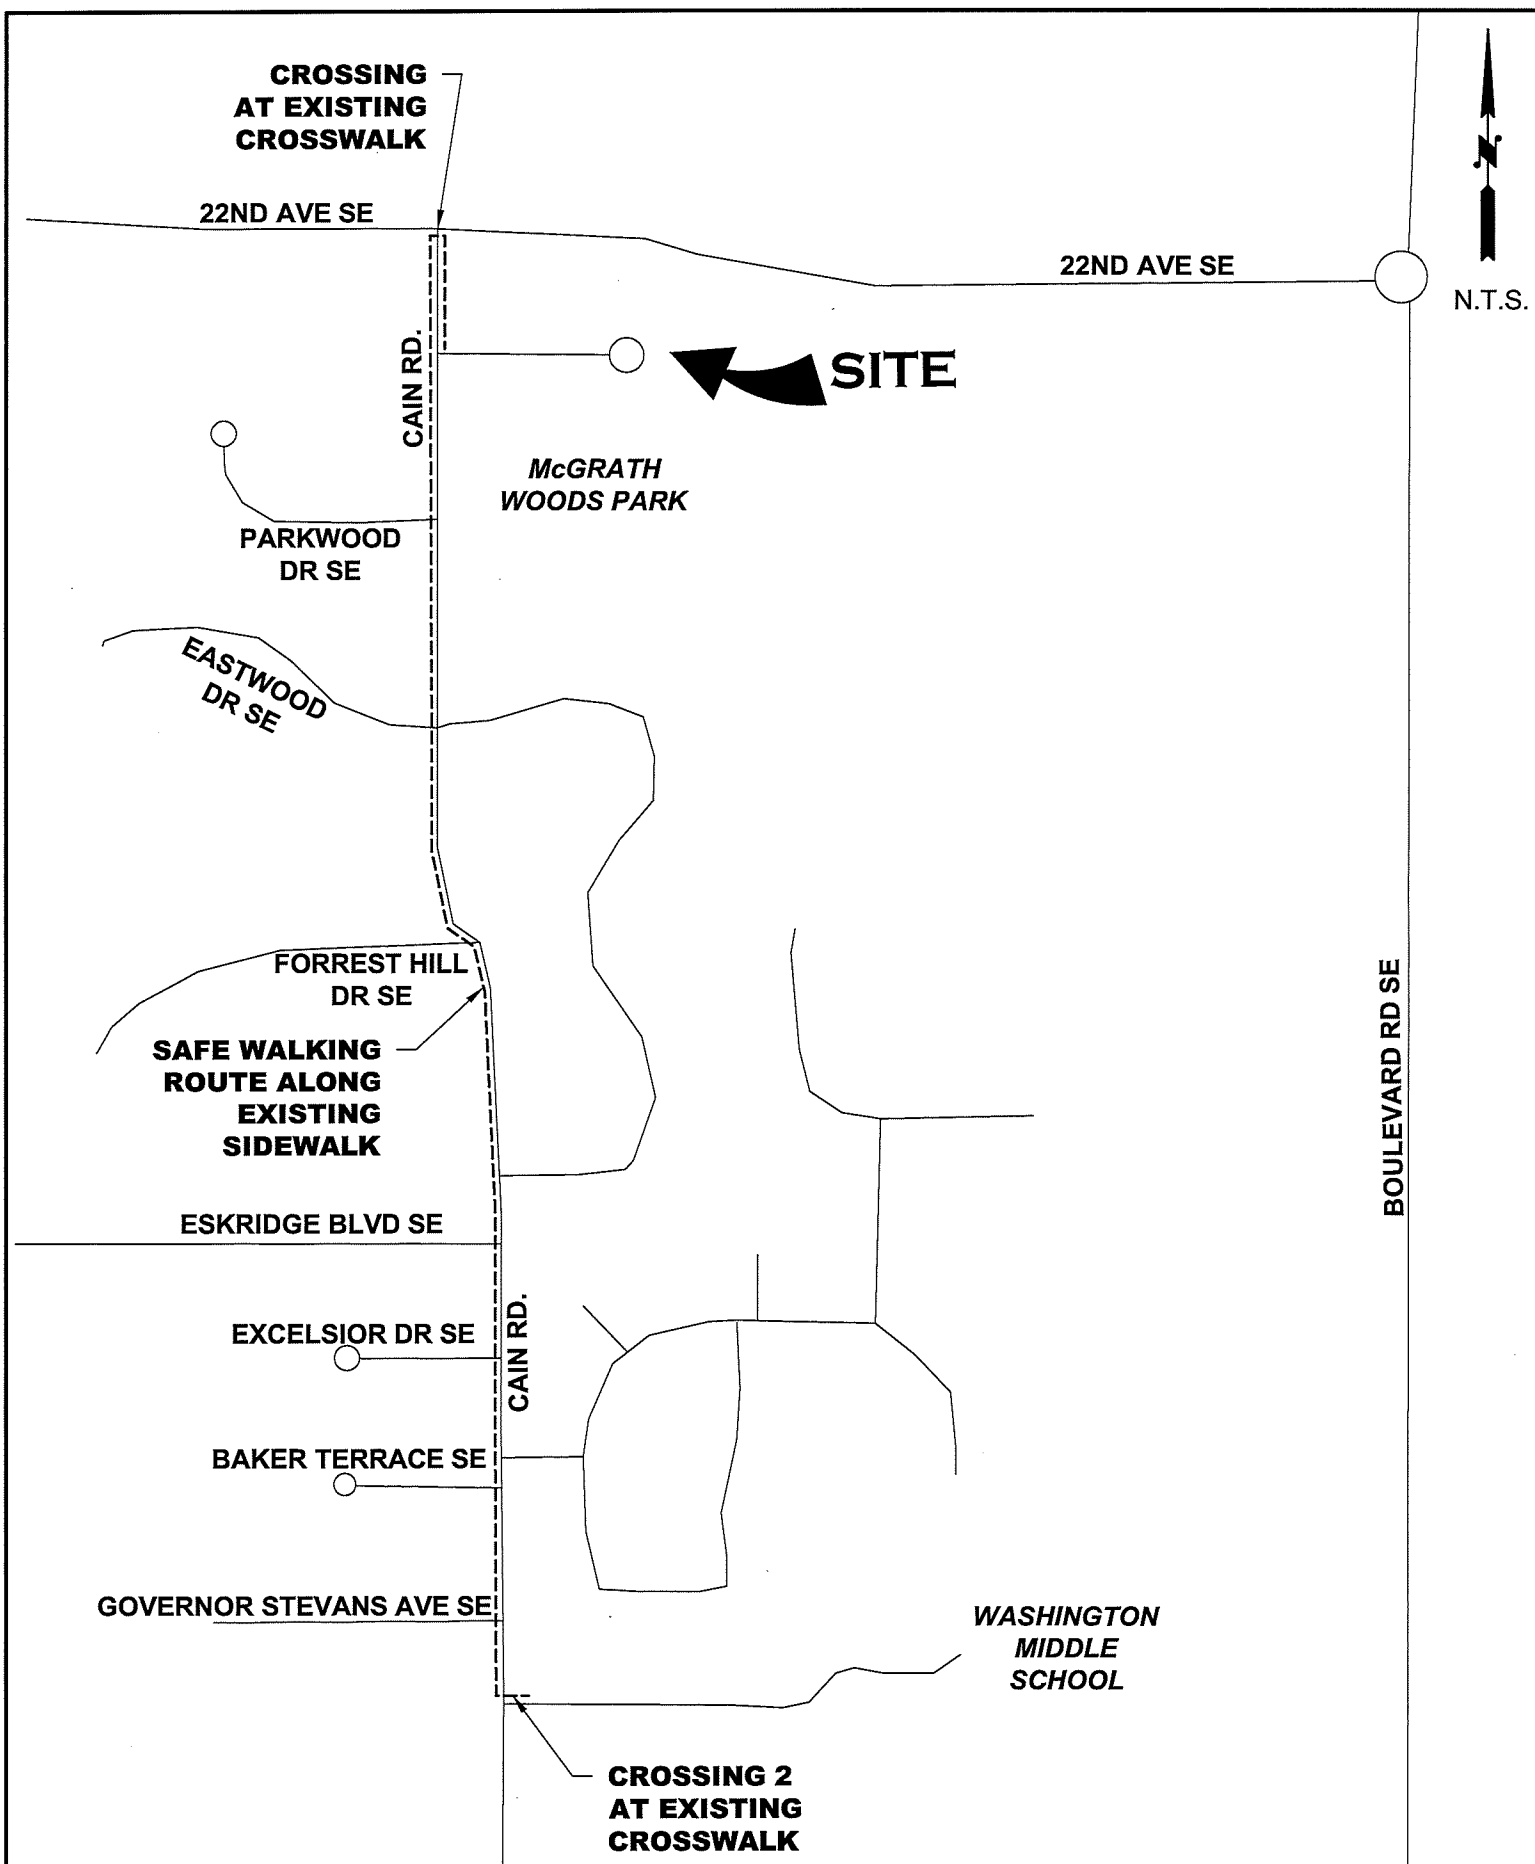 CROSSING
AT EXISTING
CROSSWALK
22ND AVE SE
22ND AVE SE
N
N.T.S.
SITE
CAIN RD.
McGRATH
WOODS PARK
PARKWOOD
DR SE
EASTWOOD
DR SE
FORREST HILL
DR SE
SAFE WALKING
ROUTE ALONG
EXISTING
SIDEWALK
BOULEVARD RD SE
ESKRIDGE BLVD SE
EXCELSIOR DR SE
CAIN RD.
BAKER TERRACE SE
GOVERNOR STEVANS AVE SE
WASHINGTON
MIDDLE
SCHOOL
CROSSING 2
AT EXISTING
CROSSWALK